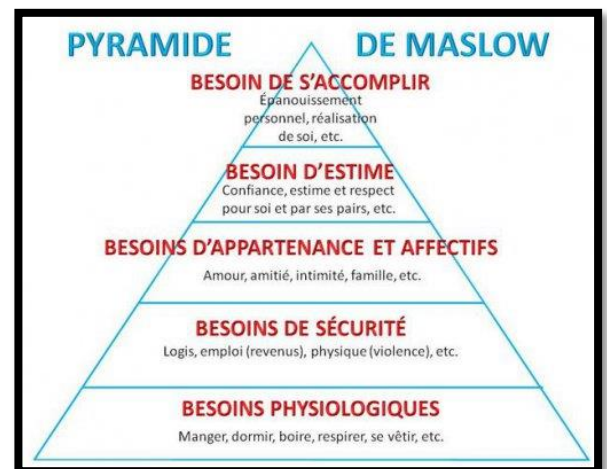 PYRAMIDE DE MASLOW
BESOIN DE S'ACCOMPLIR
Épanouissement
personnel, réalisation
de soi, etc.
BESOIN D'ESTIME
Confiance, estime et respect
pour soi et par ses pairs, etc.
BESOINS D'APPARTENANCE ET AFFECTIFS
Amour, amitié, intimité, famille, etc.
BESOINS DE SÉCURITÉ
Logis, emploi (revenus), physique (violence), etc.
BESOINS PHYSIOLOGIQUES
Manger, dormir, boire, respirer, se vêtir, etc.